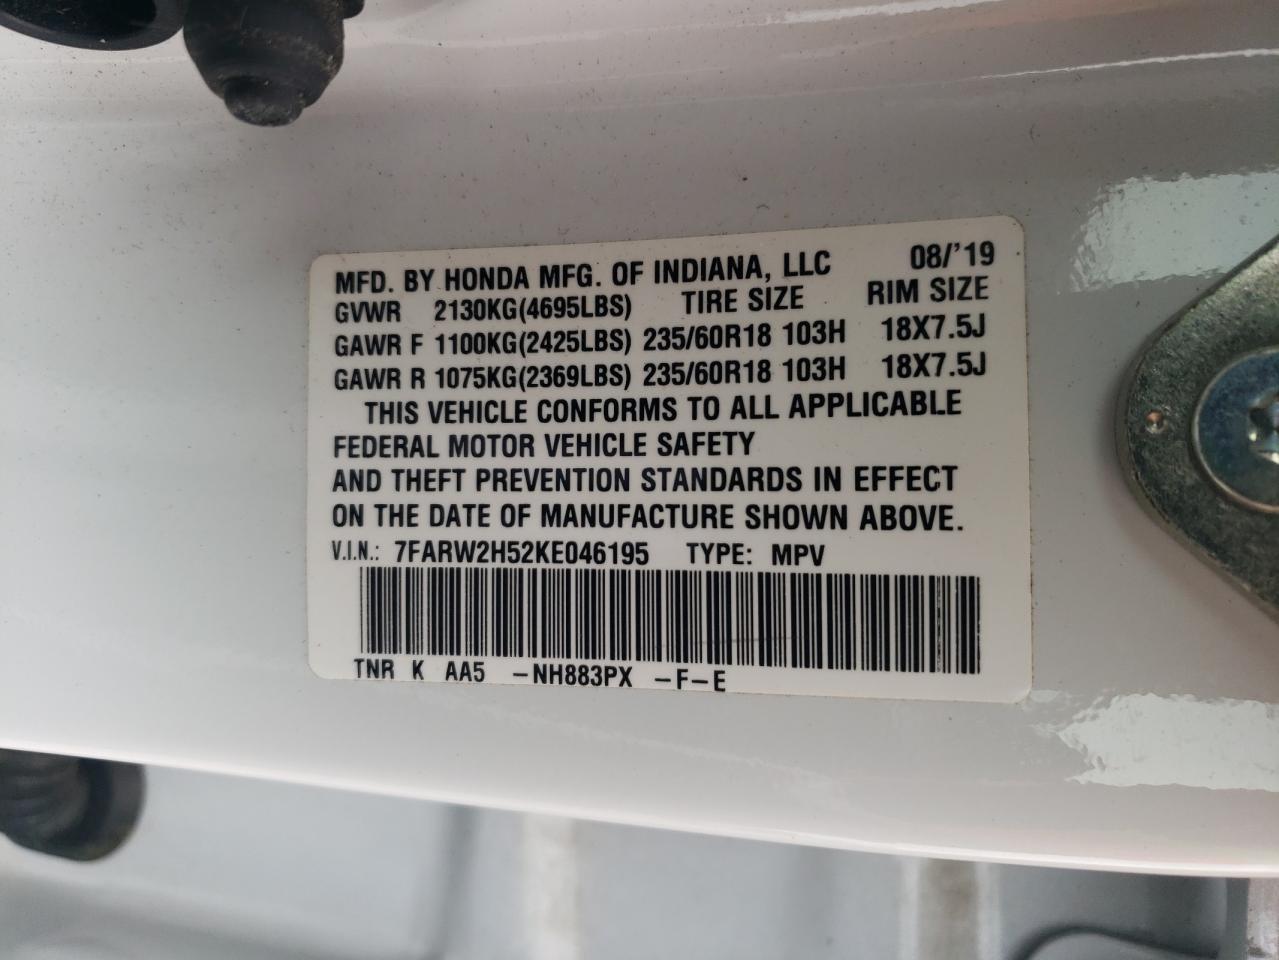 MFD. BY HONDA MFG. OF INDIANA, LLC 08/'19
GVWR 2130KG(4695LBS) TIRE SIZE RIM SIZE
GAWR F 1100KG(2425LBS) 235/60R18 103H 18X7.5J
GAWR R 1075KG(2369LBS) 235/60R18 103H 18X7.5J
THIS VEHICLE CONFORMS TO ALL APPLICABLE
FEDERAL MOTOR VEHICLE SAFETY
AND THEFT PREVENTION STANDARDS IN EFFECT
ON THE DATE OF MANUFACTURE SHOWN ABOVE.
V.I.N.: 7FARW2H52KE046195 TYPE: MPV
TNR K AA5 -NH883PX -F-E